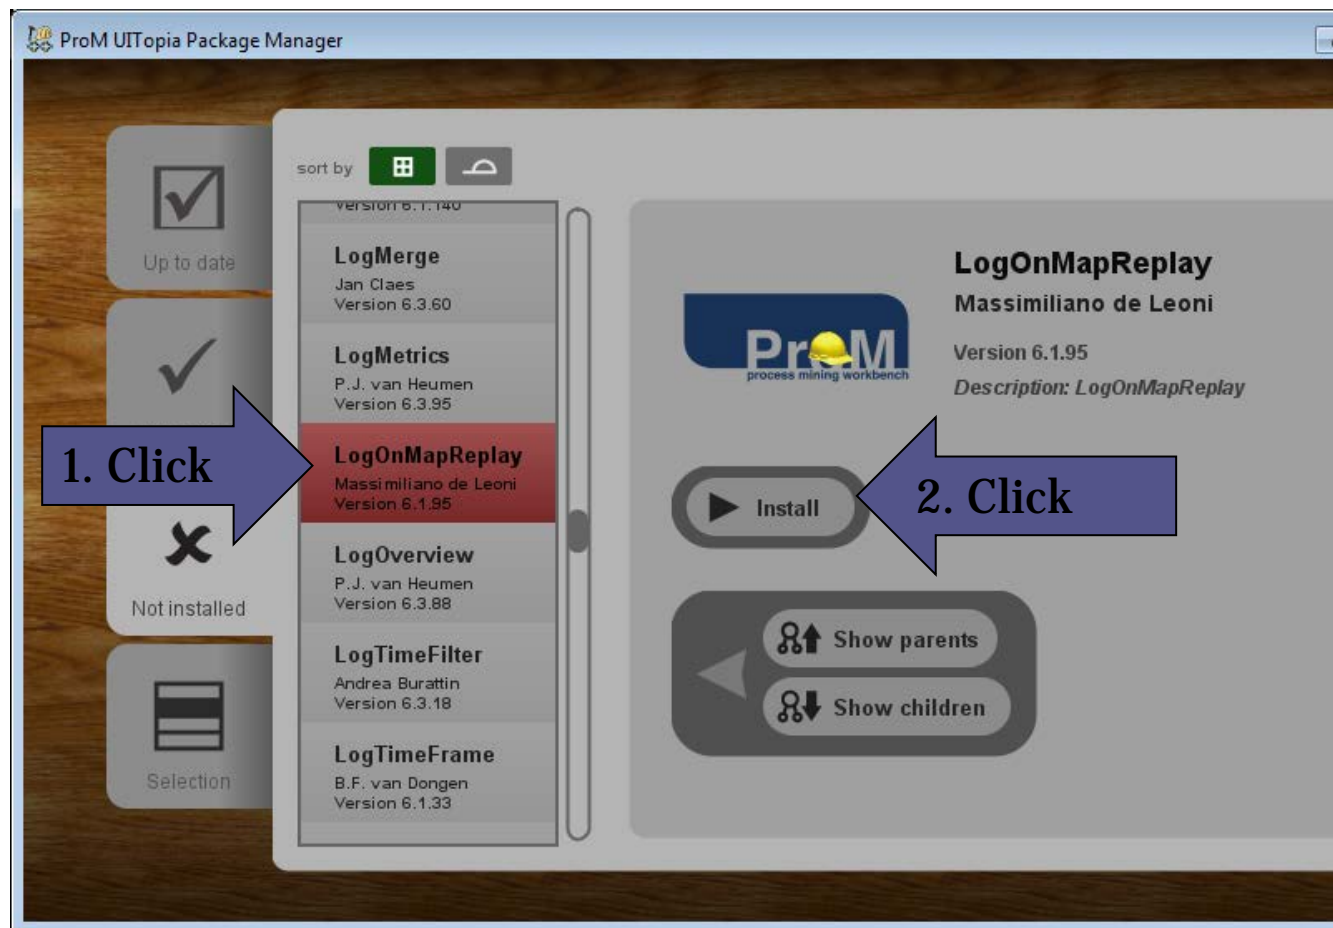 ProM UITopia Package Manager
sort by
Up to date
Not installed
Selection
Version 6.1.140
LogMerge
Jan Claes
Version 6.3.60
LogMetrics
P.J. van Heumen
Version 6.3.95
LogOnMapReplay
Massimiliano de Leoni
Version 6.1.95
LogOverview
P.J. van Heumen
Version 6.3.88
LogTimeFilter
Andrea Burattin
Version 6.3.18
LogTimeFrame
B.F. van Dongen
Version 6.1.33
1. Click
ProM
process mining workbench
LogOnMapReplay
Massimiliano de Leoni
Version 6.1.95
Description: LogOnMapReplay
Install
2. Click
Show parents
Show children